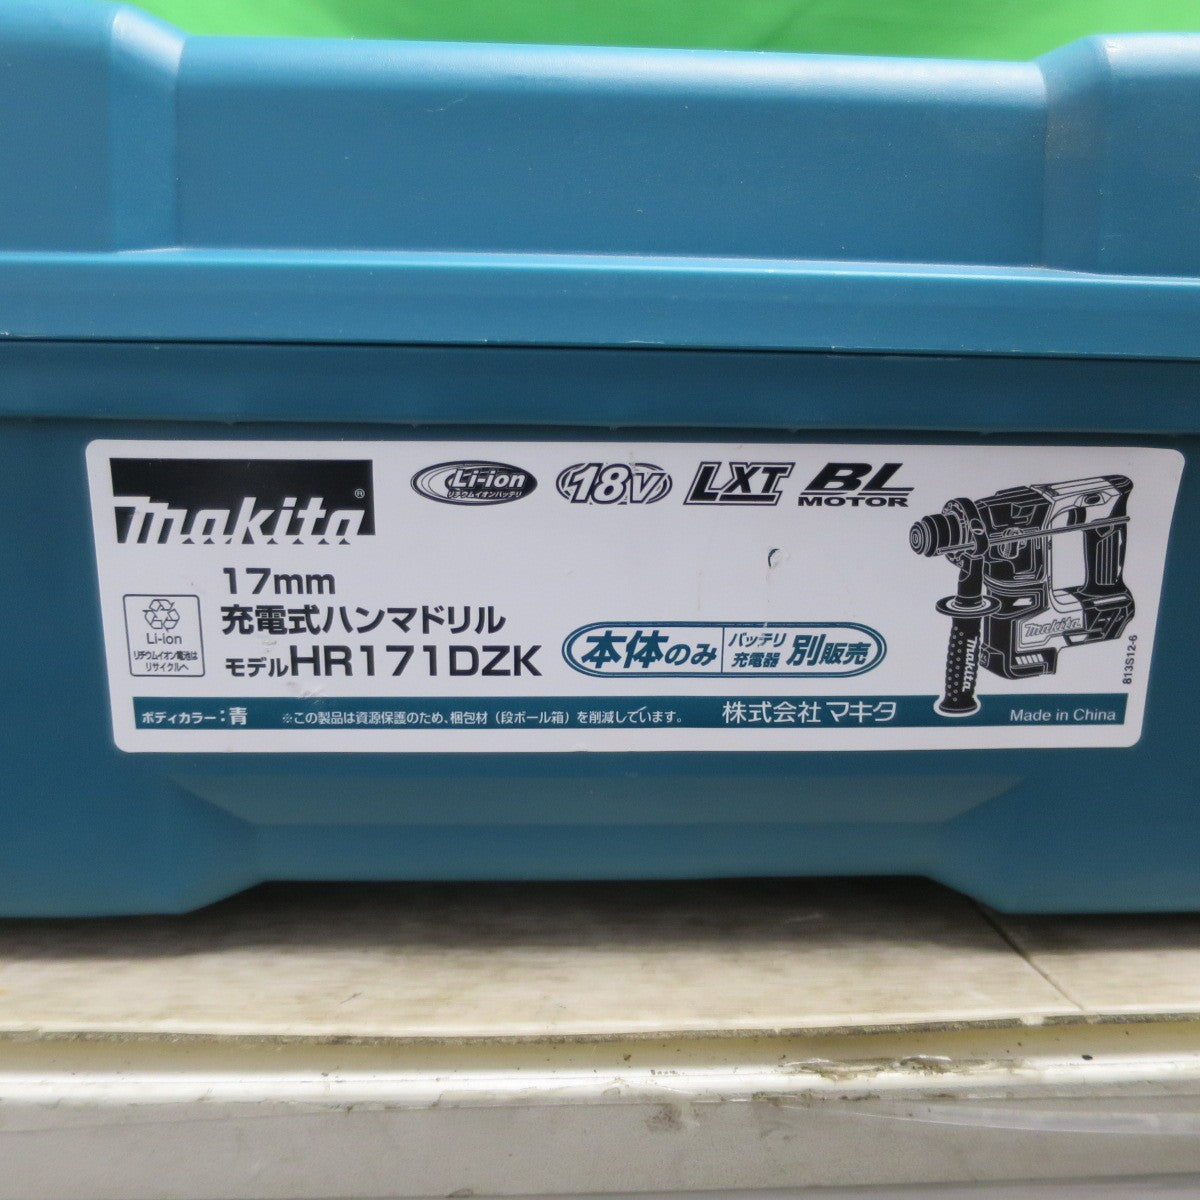 makita®
Li-ion
リチウムイオンバッテリ
18V
LXT
BL
MOTOR
17mm
充電式ハンマドリル
モデルHR171DZK
Li-ion
リチウムイオン電池は
リサイクルへ
本体のみ
バッテリ
充電器
別販売
makita
makita
813S12-6
ボディカラー：青
※この製品は資源保護のため、梱包材（段ボール箱）を削減しています。
株式会社マキタ
Made in China